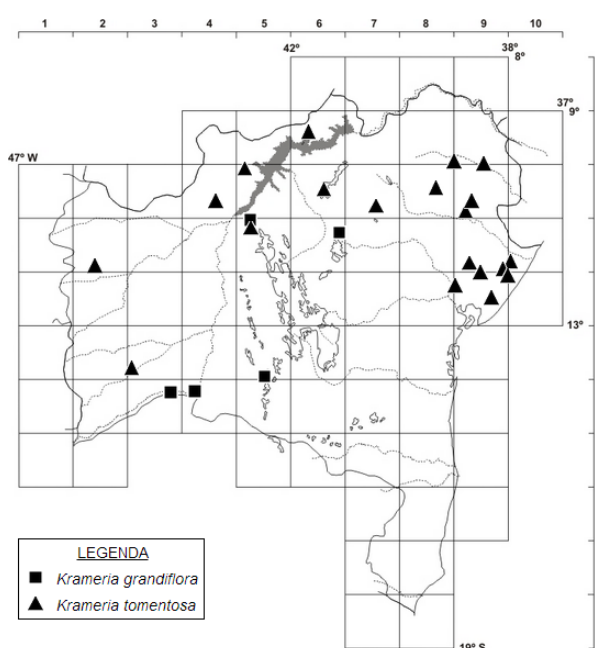 1 2 3 4 5 6 7 8 9 10
42° 38°
8°
37°
9°
47° W
13°
LEGENDA
Krameria grandiflora
Krameria tomentosa
19° S